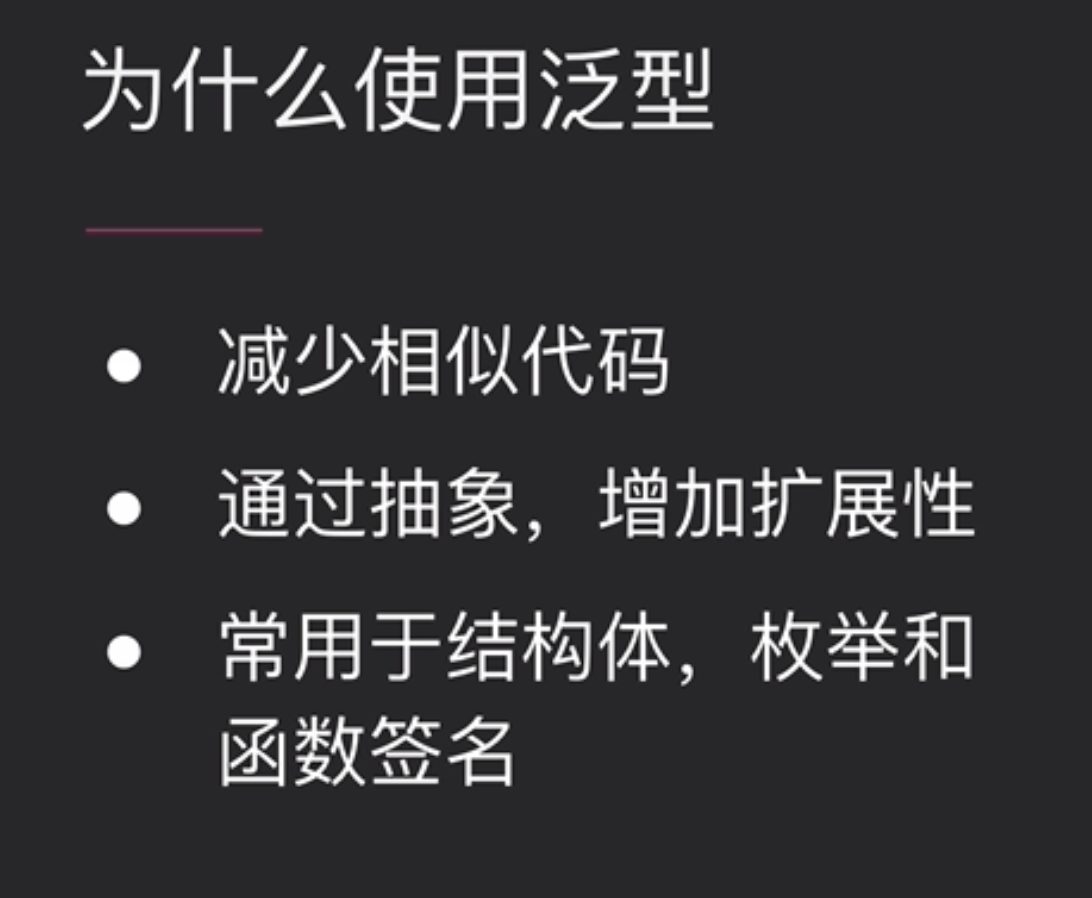 为什么使用泛型
减少相似代码
通过抽象，增加扩展性
常用于结构体，枚举和
函数签名